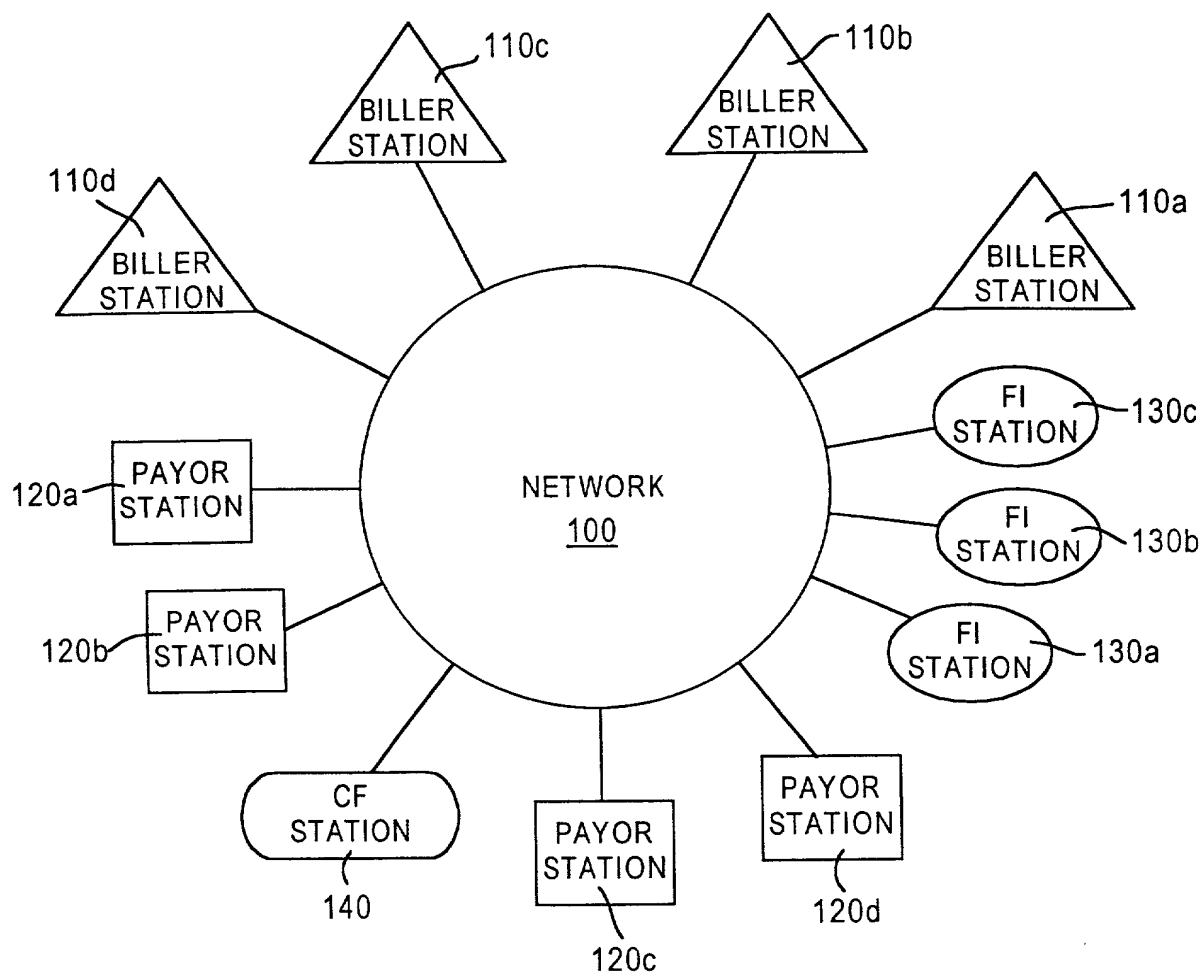 110c
BILLER
STATION
110b
BILLER
STATION
110d
BILLER
STATION
110a
BILLER
STATION
FI
STATION
130c
PAYOR
STATION
120a
NETWORK
100
FI
STATION
130b
PAYOR
STATION
120b
FI
STATION
130a
CF
STATION
140
PAYOR
STATION
120c
PAYOR
STATION
120d